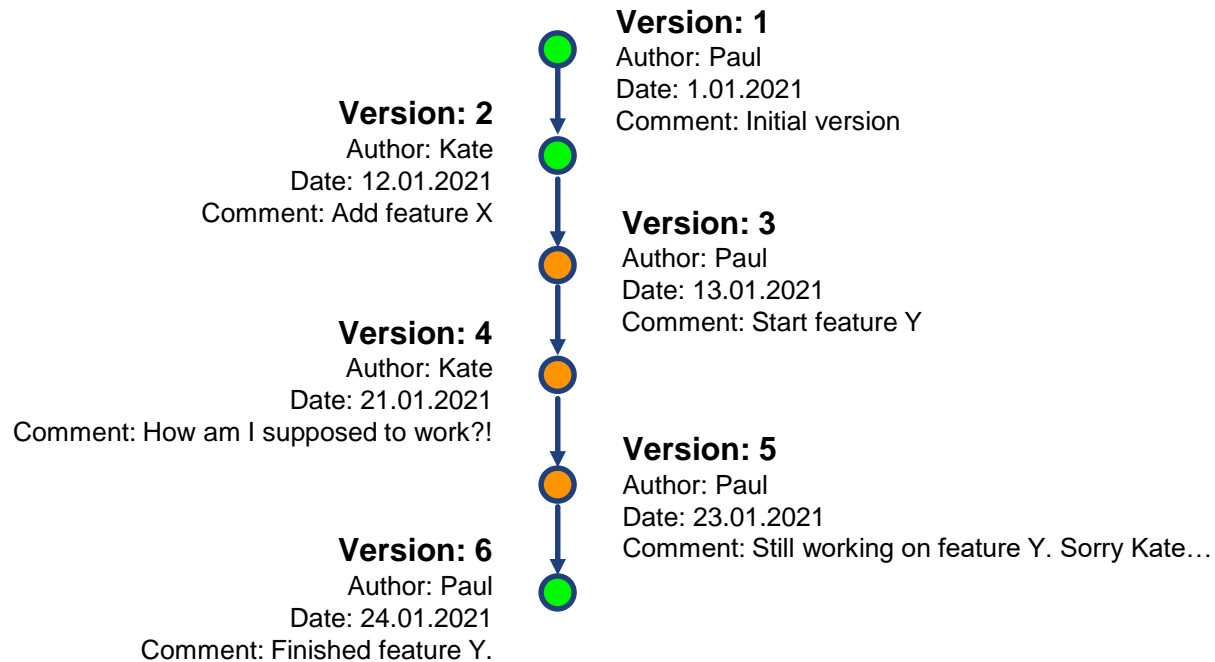 Version: 1
Author: Paul
Date: 1.01.2021
Comment: Initial version
Version: 2
Author: Kate
Date: 12.01.2021
Comment: Add feature X
Version: 3
Author: Paul
Date: 13.01.2021
Comment: Start feature Y
Version: 4
Author: Kate
Date: 21.01.2021
Comment: How am I supposed to work?!
Version: 5
Author: Paul
Date: 23.01.2021
Comment: Still working on feature Y. Sorry Kate…
Version: 6
Author: Paul
Date: 24.01.2021
Comment: Finished feature Y.